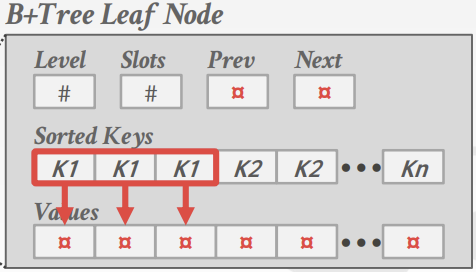 B+Tree Leaf Node
Level Slots Prev Next
# # ¤ ¤
Sorted Keys
K1 K1 K1 K2 K2 ••• Kn
Values
¤ ¤ ¤ ¤ ¤ ••• ¤